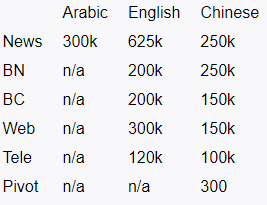 Arabic English Chinese
News 300k 625k 250k
BN n/a 200k 250k
BC n/a 200k 150k
Web n/a 300k 150k
Tele n/a 120k 100k
Pivot n/a n/a 300